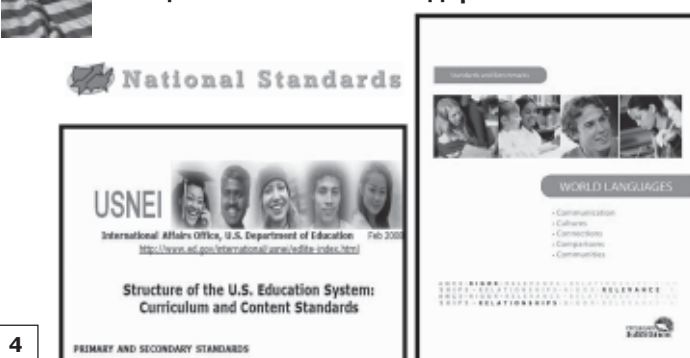 National Standards
USNEI
International Affairs Office, U.S. Department of Education Feb 2008
http://www.ed.gov/international/usnei/edlite-index.html
Structure of the U.S. Education System:
Curriculum and Content Standards
PRIMARY AND SECONDARY STANDARDS
Standards and Benchmarks
WORLD LANGUAGES
• Communication
• Cultures
• Connections
• Comparisons
• Communities
4